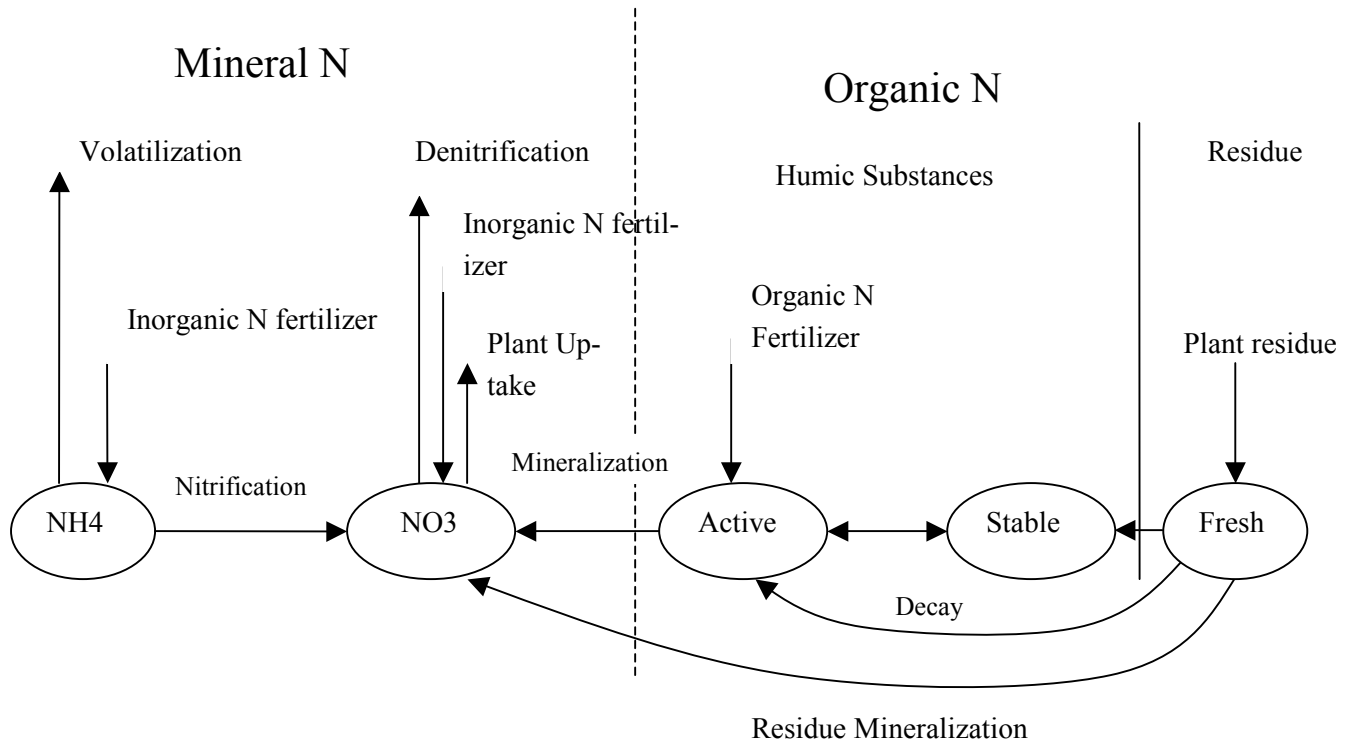 Mineral N
Organic N
Volatilization
Denitrification
Residue
Humic Substances
Inorganic N fertil-
izer
Organic N
Fertilizer
Inorganic N fertilizer
Plant Up-
take
Plant residue
Mineralization
Nitrification
NH4
NO3
Active
Stable
Fresh
Decay
Residue Mineralization